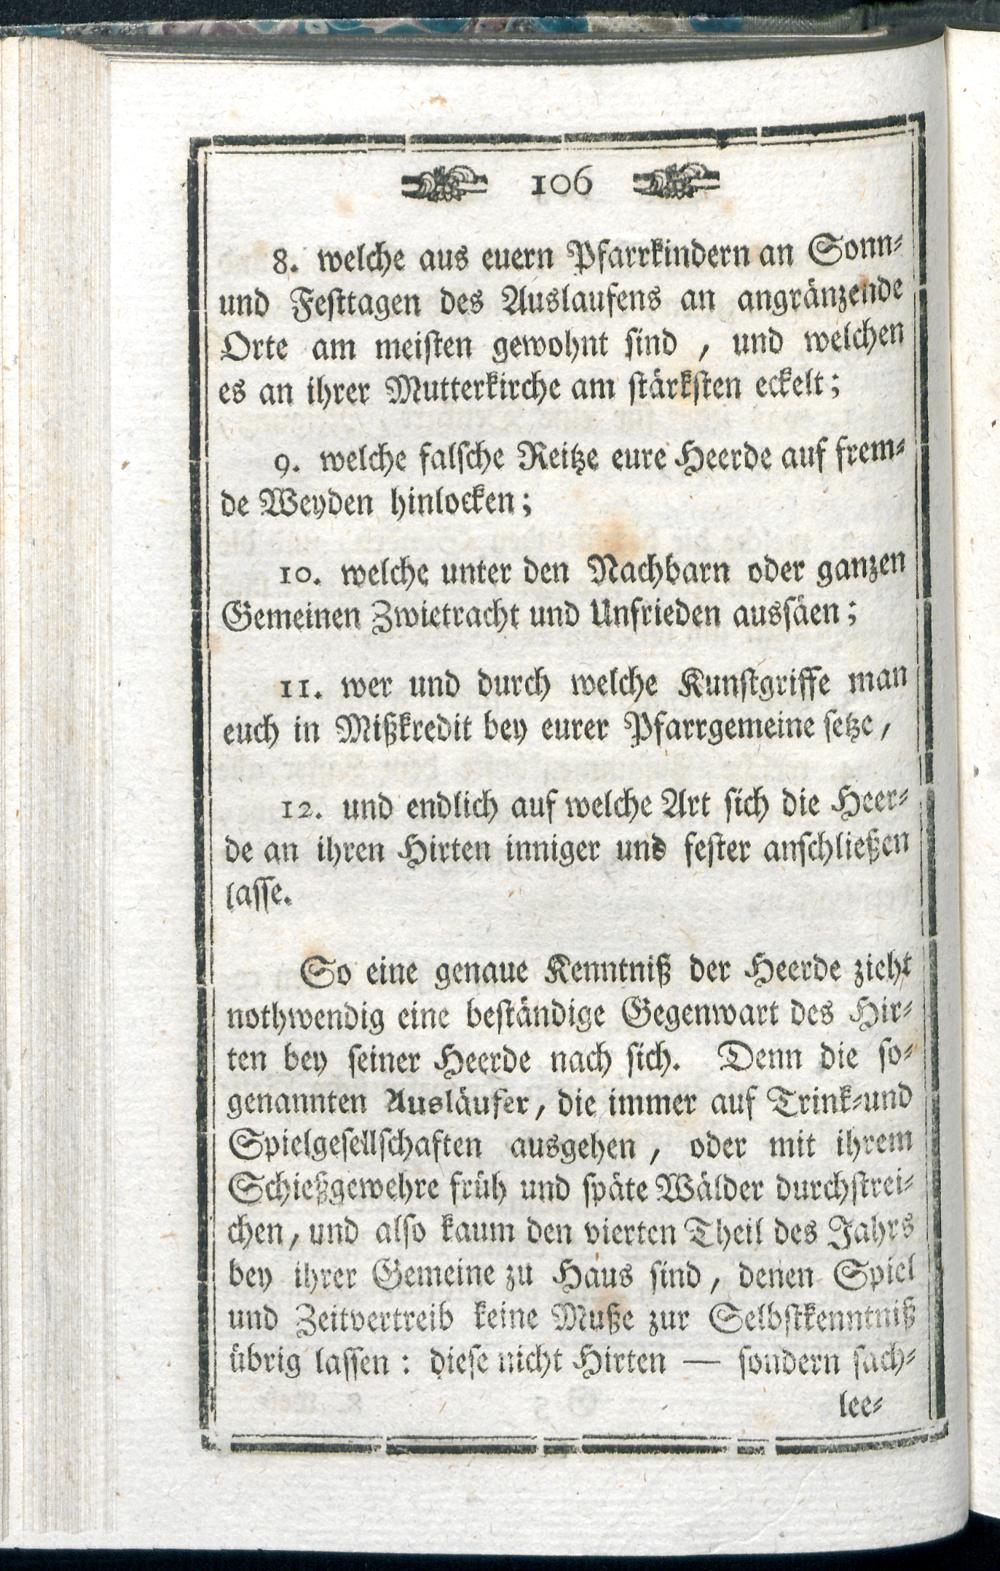 106
8. welche aus euern Pfarrkindern an Sonn-
und Festtagen des Auslaufens an angränzende
Orte am meisten gewohnt sind , und welchen
es an ihrer Mutterkirche am stärksten eckelt;
9. welche falsche Reitze eure Heerde auf frem-
de Weyden hinlocken;
10. welche unter den Nachbarn oder ganzen
Gemeinen Zwietracht und Unfrieden aussäen;
11. wer und durch welche Kunstgriffe man
euch in Mißkredit bey eurer Pfarrgemeine setze,
12. und endlich auf welche Art sich die Heer-
de an ihren Hirten inniger und fester anschließen
lasse.
So eine genaue Kenntniß der Heerde zieht
nothwendig eine beständige Gegenwart des Hir-
ten bey seiner Heerde nach sich. Denn die so-
genannten Ausläufer, die immer auf Trink-und
Spielgesellschaften ausgehen , oder mit ihrem
Schießgewehre früh und späte Wälder durchstrei-
chen, und also kaum den vierten Theil des Jahrs
bey ihrer Gemeine zu Haus sind, denen Spiel
und Zeitvertreib keine Muße zur Selbstkenntniß
übrig lassen : diese nicht Hirten — sondern sach-
lee-